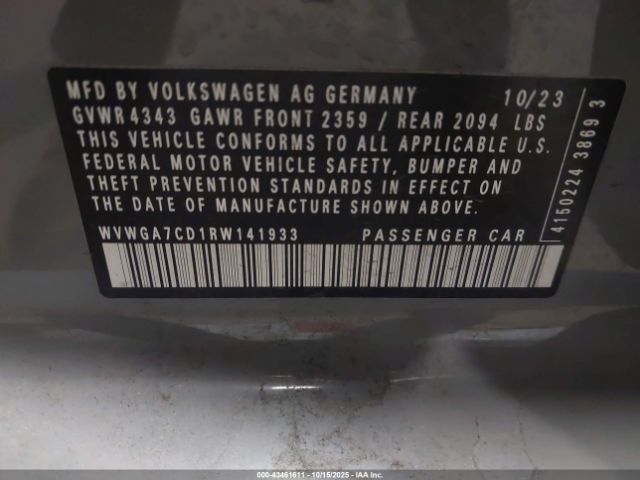 MFD BY VOLKSWAGEN AG GERMANY 10/23
GVWR 4343 GAWR FRONT 2359 / REAR 2094 LBS
THIS VEHICLE CONFORMS TO ALL APPLICABLE U.S.
FEDERAL MOTOR VEHICLE SAFETY, BUMPER AND
THEFT PREVENTION STANDARDS IN EFFECT ON
THE DATE OF MANUFACTURE SHOWN ABOVE.
WVWGA7CD1RW141933 PASSENGER CAR
4150224 38693
000-43461611 - 10/15/2025 - IAA Inc.